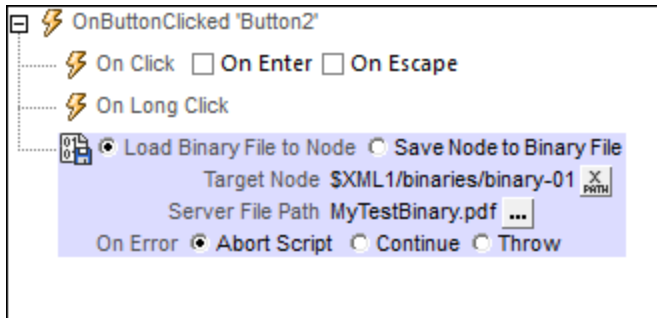 OnButtonClicked 'Button2'
On Click On Enter On Escape
On Long Click
Load Binary File to Node Save Node to Binary File
Target Node $XML1/binaries/binary-01 X PATH
Server File Path MyTestBinary.pdf ...
On Error Abort Script Continue Throw